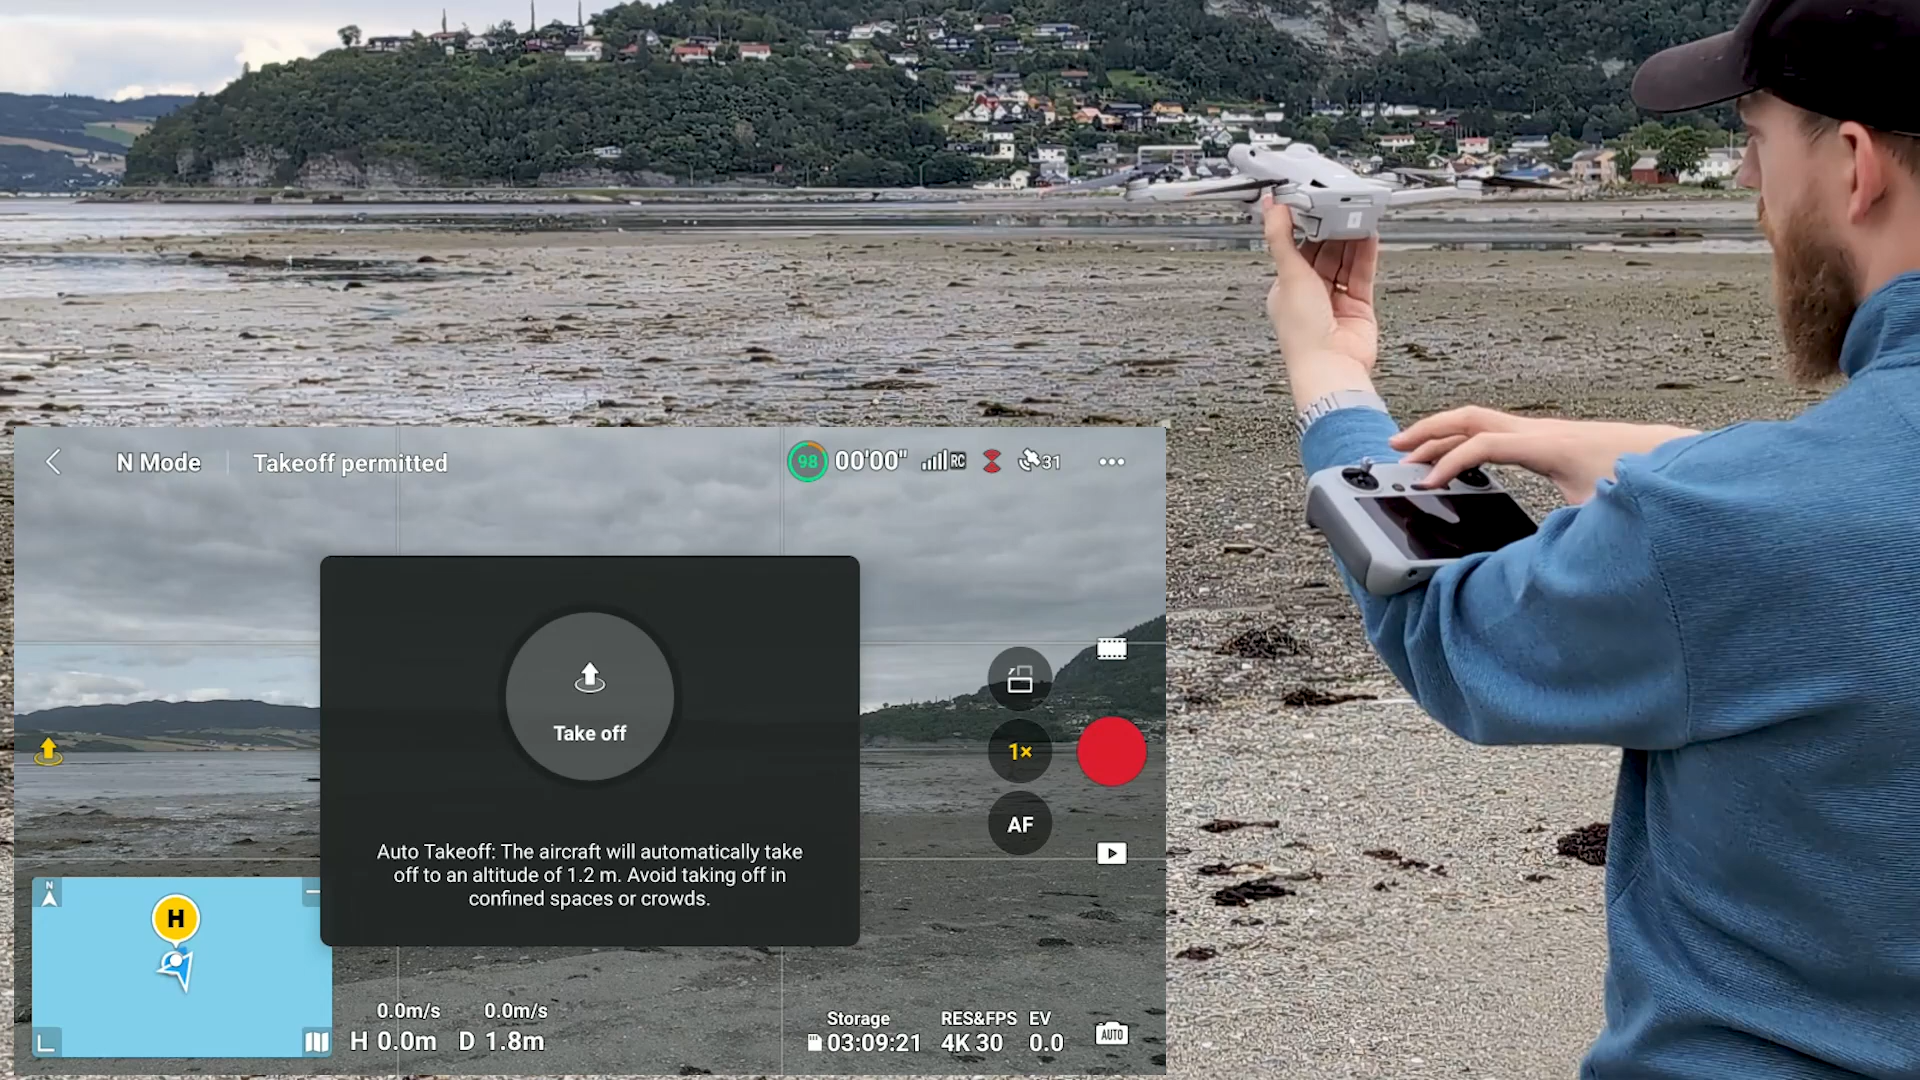 N Mode
Takeoff permitted
98
00'00"
RC
31
Take off
Auto Takeoff: The aircraft will automatically take
off to an altitude of 1.2 m. Avoid taking off in
confined spaces or crowds.
1×
AF
N
H
0.0m/s
0.0m/s
H 0.0m
D 1.8m
Storage
03:09:21
RES&FPS
4K 30
EV
0.0
AUTO